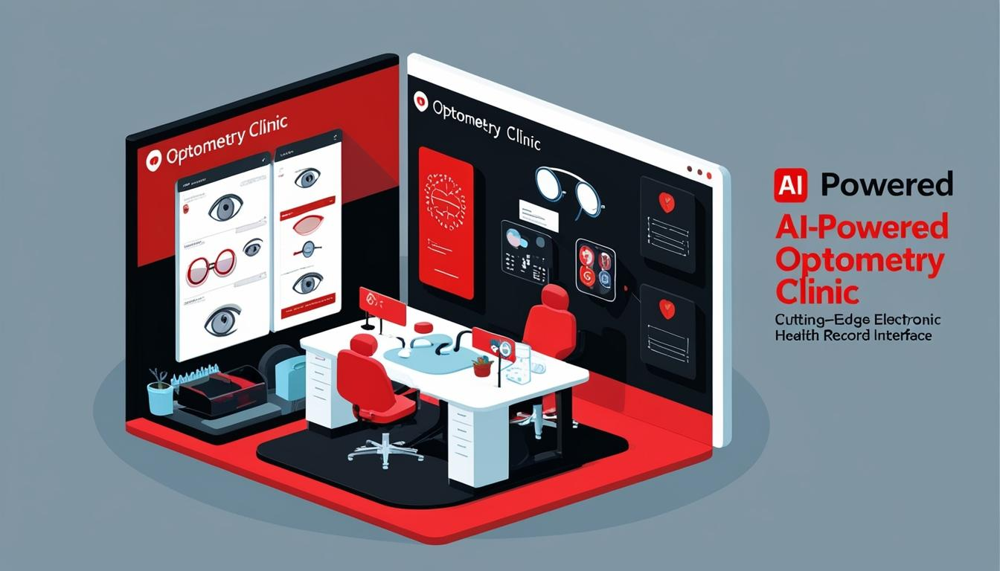 Optometry Clinic
Optometry Clinic
AI Powered
AI-Powered
Optometry
Clinic
Cutting-Edge Electronic
Health Record Interface